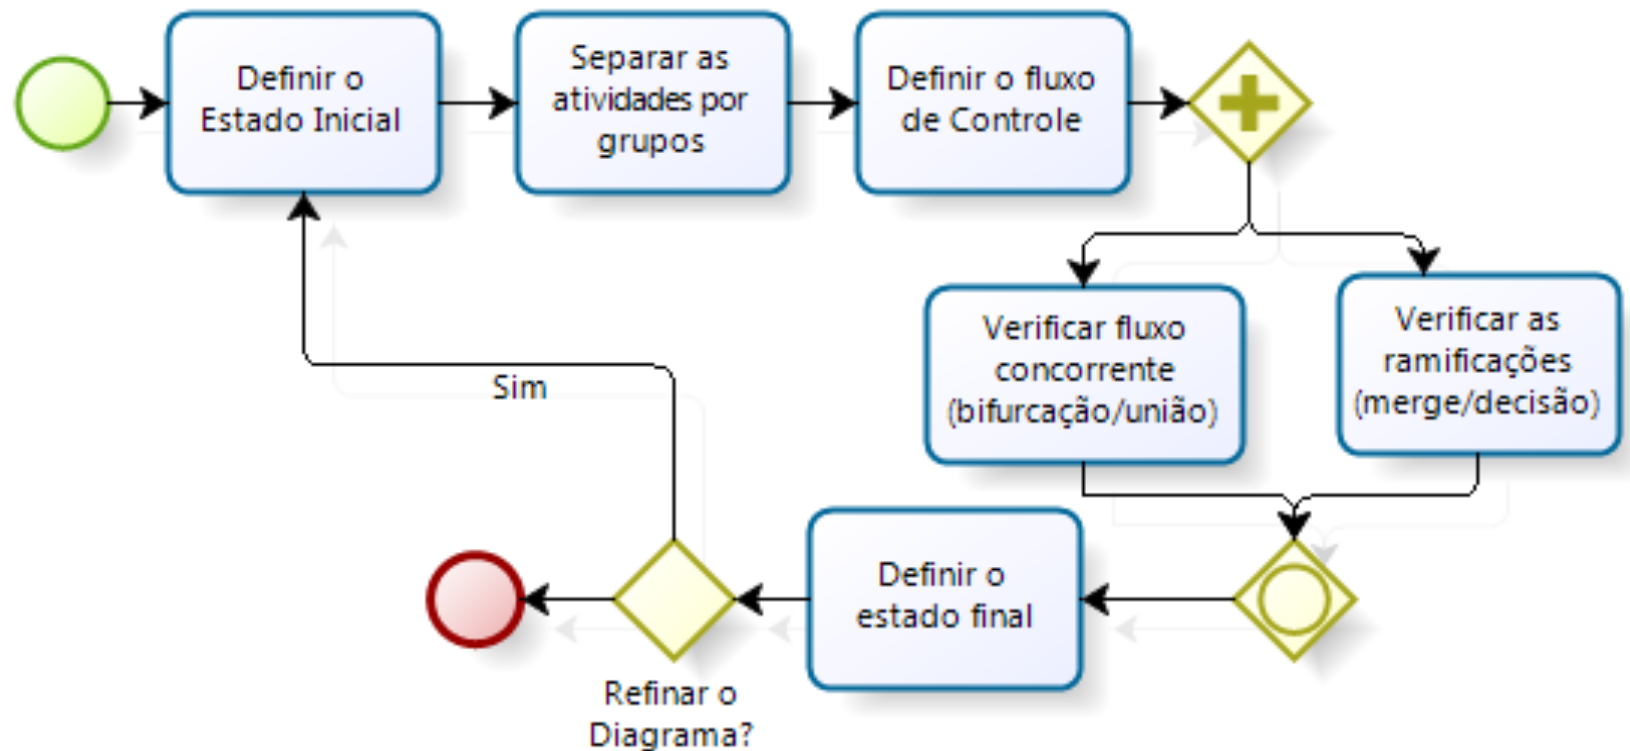 Definir o
Estado Inicial
Separar as
atividades por
grupos
Definir o fluxo
de Controle
Verificar fluxo
concorrente
(bifurcação/união)
Verificar as
ramificações
(merge/decisão)
Sim
Definir o
estado final
Refinar o
Diagrama?